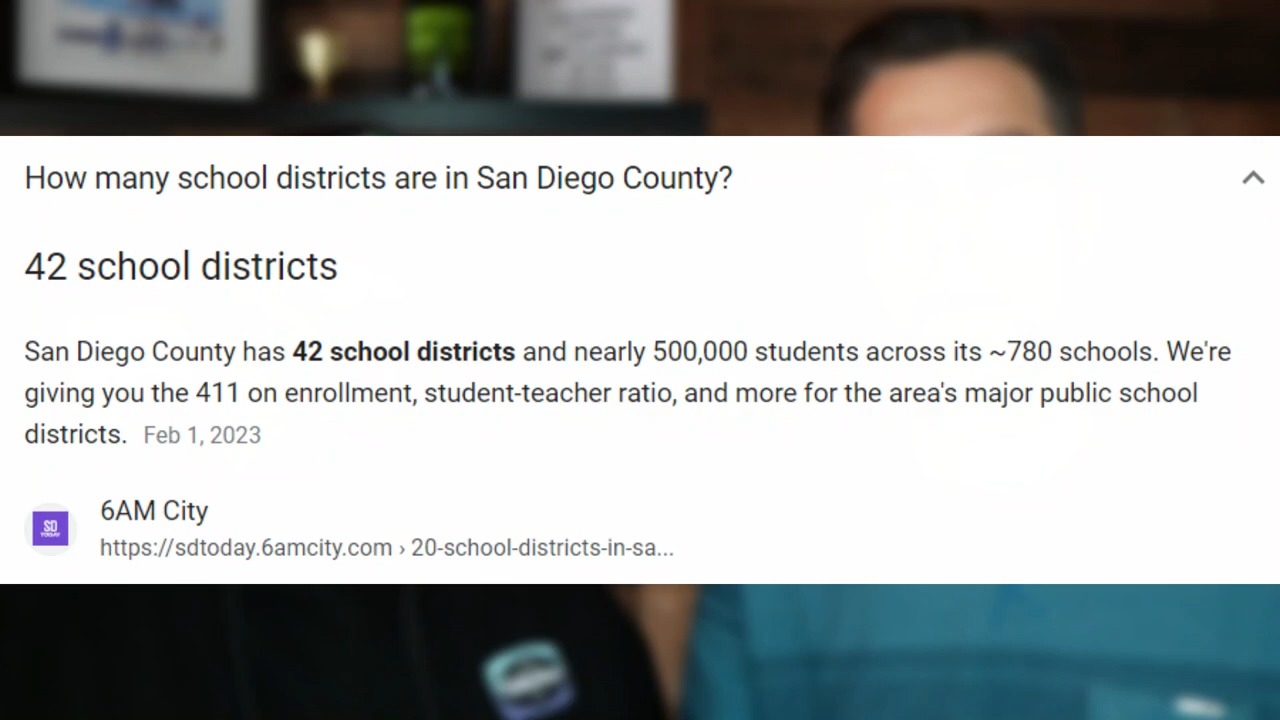 How many school districts are in San Diego County?
42 school districts
San Diego County has 42 school districts and nearly 500,000 students across its ~780 schools. We're
giving you the 411 on enrollment, student-teacher ratio, and more for the area's major public school
districts. Feb 1, 2023
SD
TODAY
6AM City
https://sdtoday.6amcity.com › 20-school-districts-in-sa...